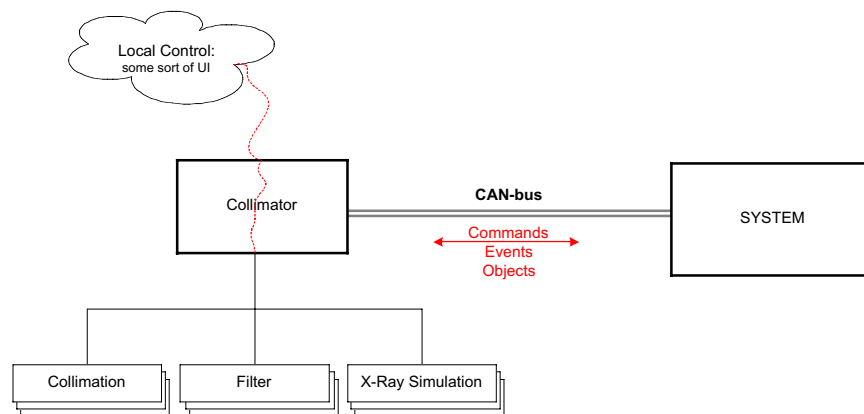 Local Control:
some sort of UI
Collimator
CAN-bus
SYSTEM
Commands
Events
Objects
Collimation
Filter
X-Ray Simulation